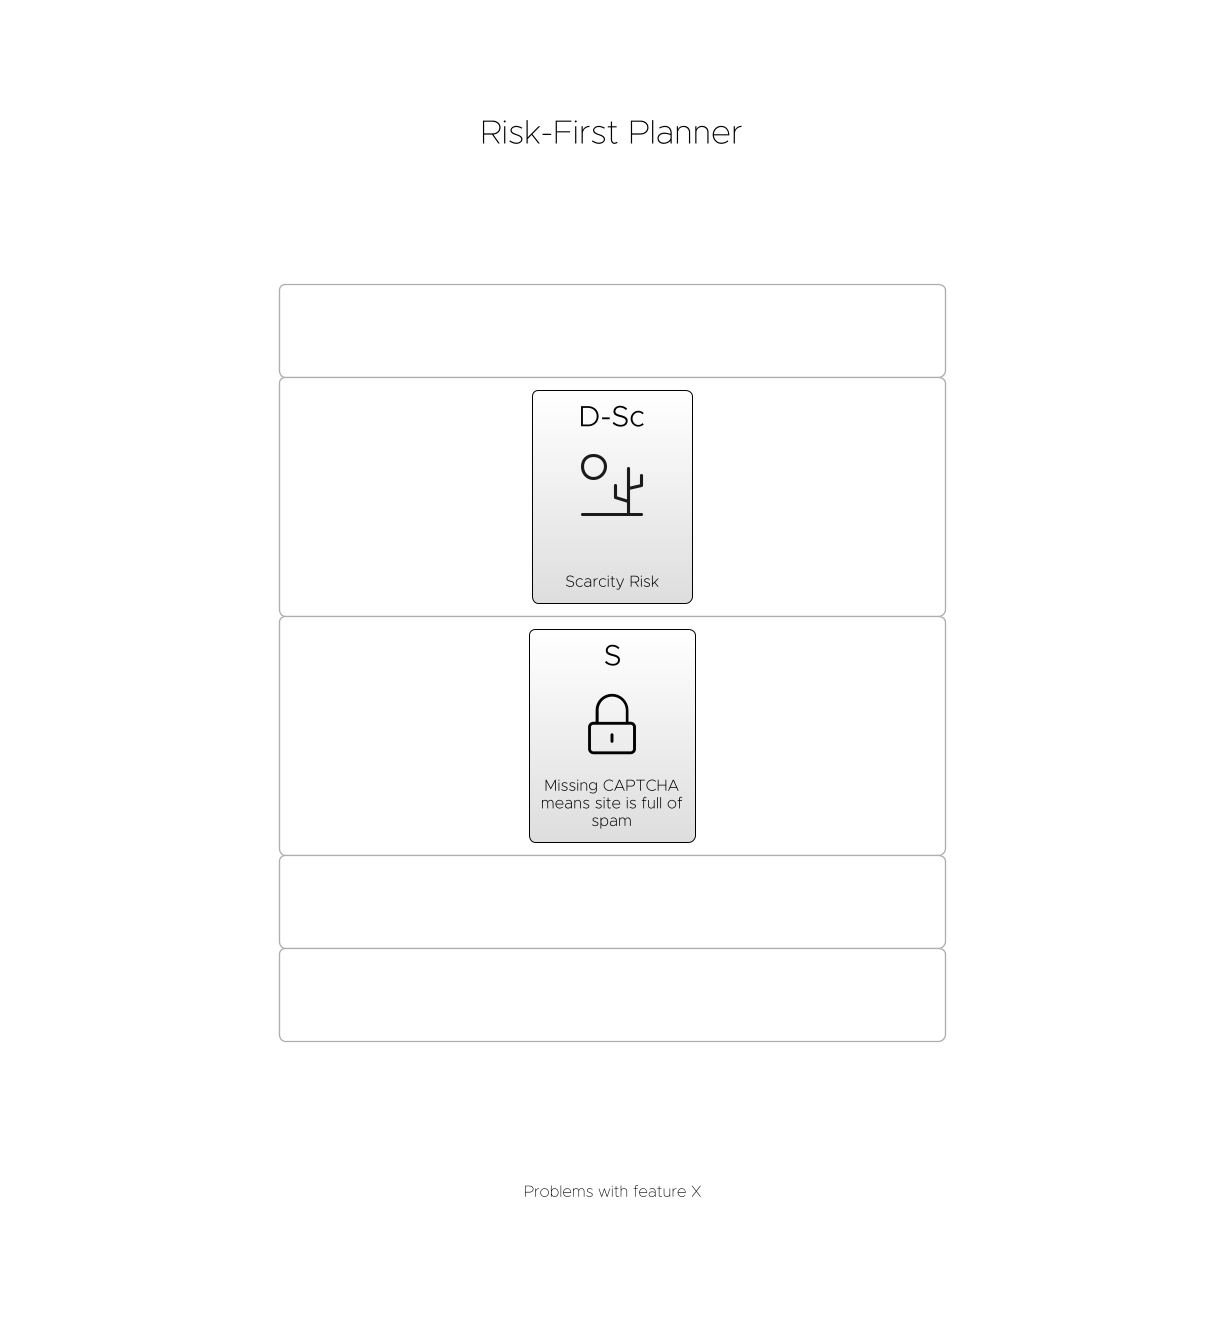 Risk-First Planner
D-Sc
Scarcity Risk
S
Missing CAPTCHA
means site is full of
spam
Problems with feature X